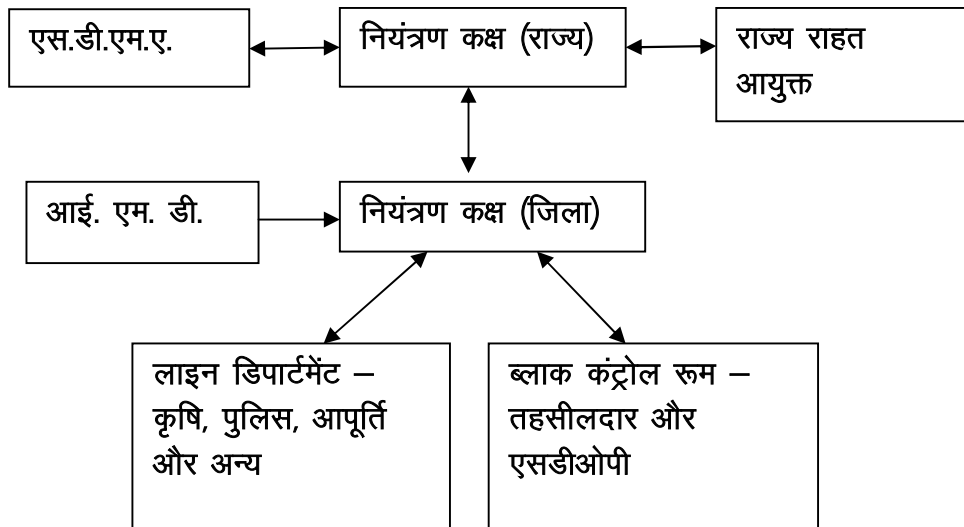 एस.डी.एम.ए.
नियंत्रण कक्ष (राज्य)
राज्य राहत
आयुक्त
आई. एम. डी.
नियंत्रण कक्ष (जिला)
लाइन डिपार्टमेंट –
कृषि, पुलिस, आपूर्ति
और अन्य
ब्लाक कंट्रोल रूम –
तहसीलदार और
एसडीओपी